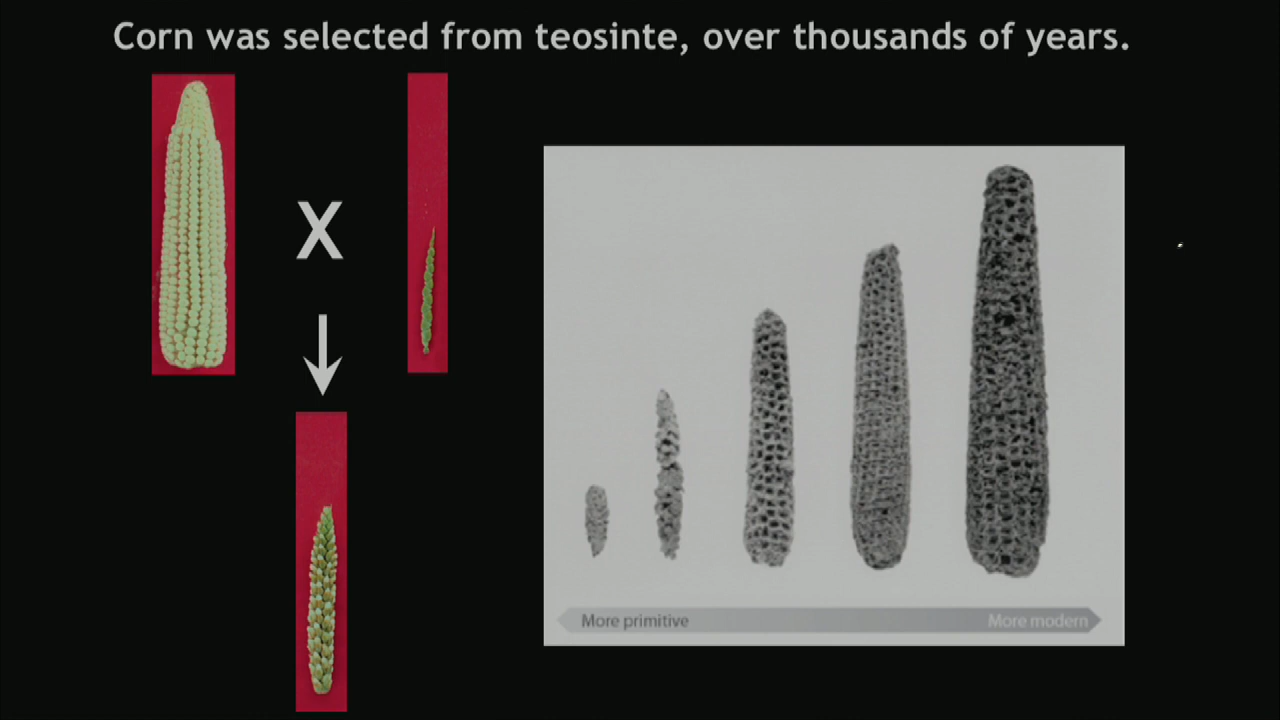 Corn was selected from teosinte, over thousands of years.
X
More primitive
More modern